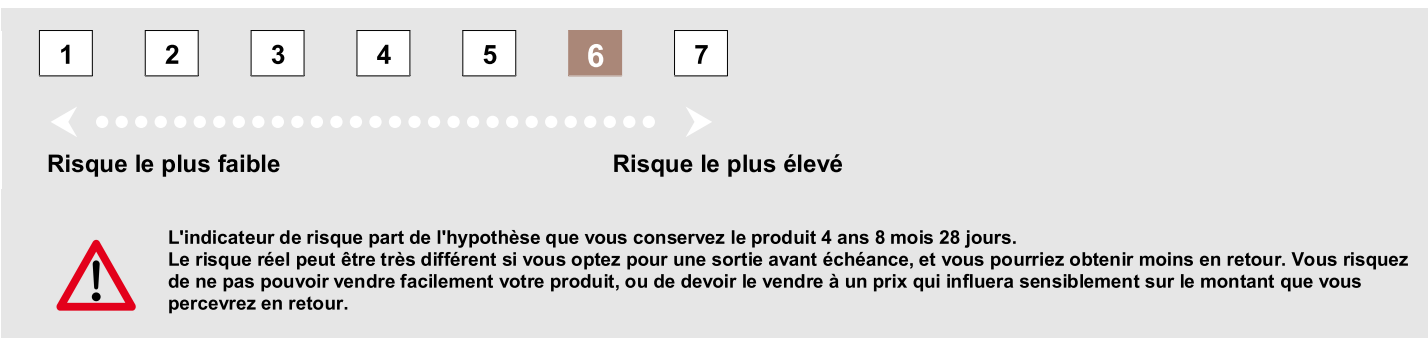 1 2 3 4 5 6 7
Risque le plus faible Risque le plus élevé
L'indicateur de risque part de l'hypothèse que vous conservez le produit 4 ans 8 mois 28 jours.
Le risque réel peut être très différent si vous optez pour une sortie avant échéance, et vous pourriez obtenir moins en retour. Vous risquez
de ne pas pouvoir vendre facilement votre produit, ou de devoir le vendre à un prix qui influera sensiblement sur le montant que vous
percevrez en retour.